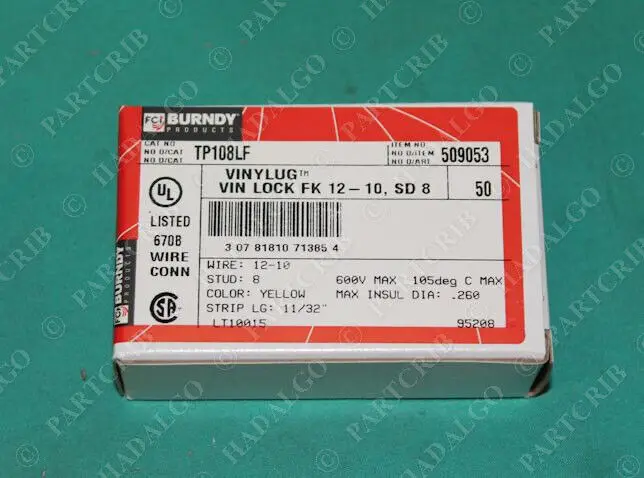 FCI BURNDY
PRODUCTS
CAT NO
NO D/CAT
NO D/CAT
TP108LF
ITEM NO
NO D/ITEM
NO D/ART
509053
VINYLUG™
VIN LOCK FK 12-10, SD 8
50
UL
LISTED
670B
WIRE
CONN
3 07 81810 71385 4
WIRE: 12-10
STUD: 8
600V MAX
105deg C MAX
COLOR: YELLOW
MAX INSUL DIA: .260
STRIP LG: 11/32"
LT10015
95208
BURNDY
PRODUCTS
© PARTCRIB
© HADALGO